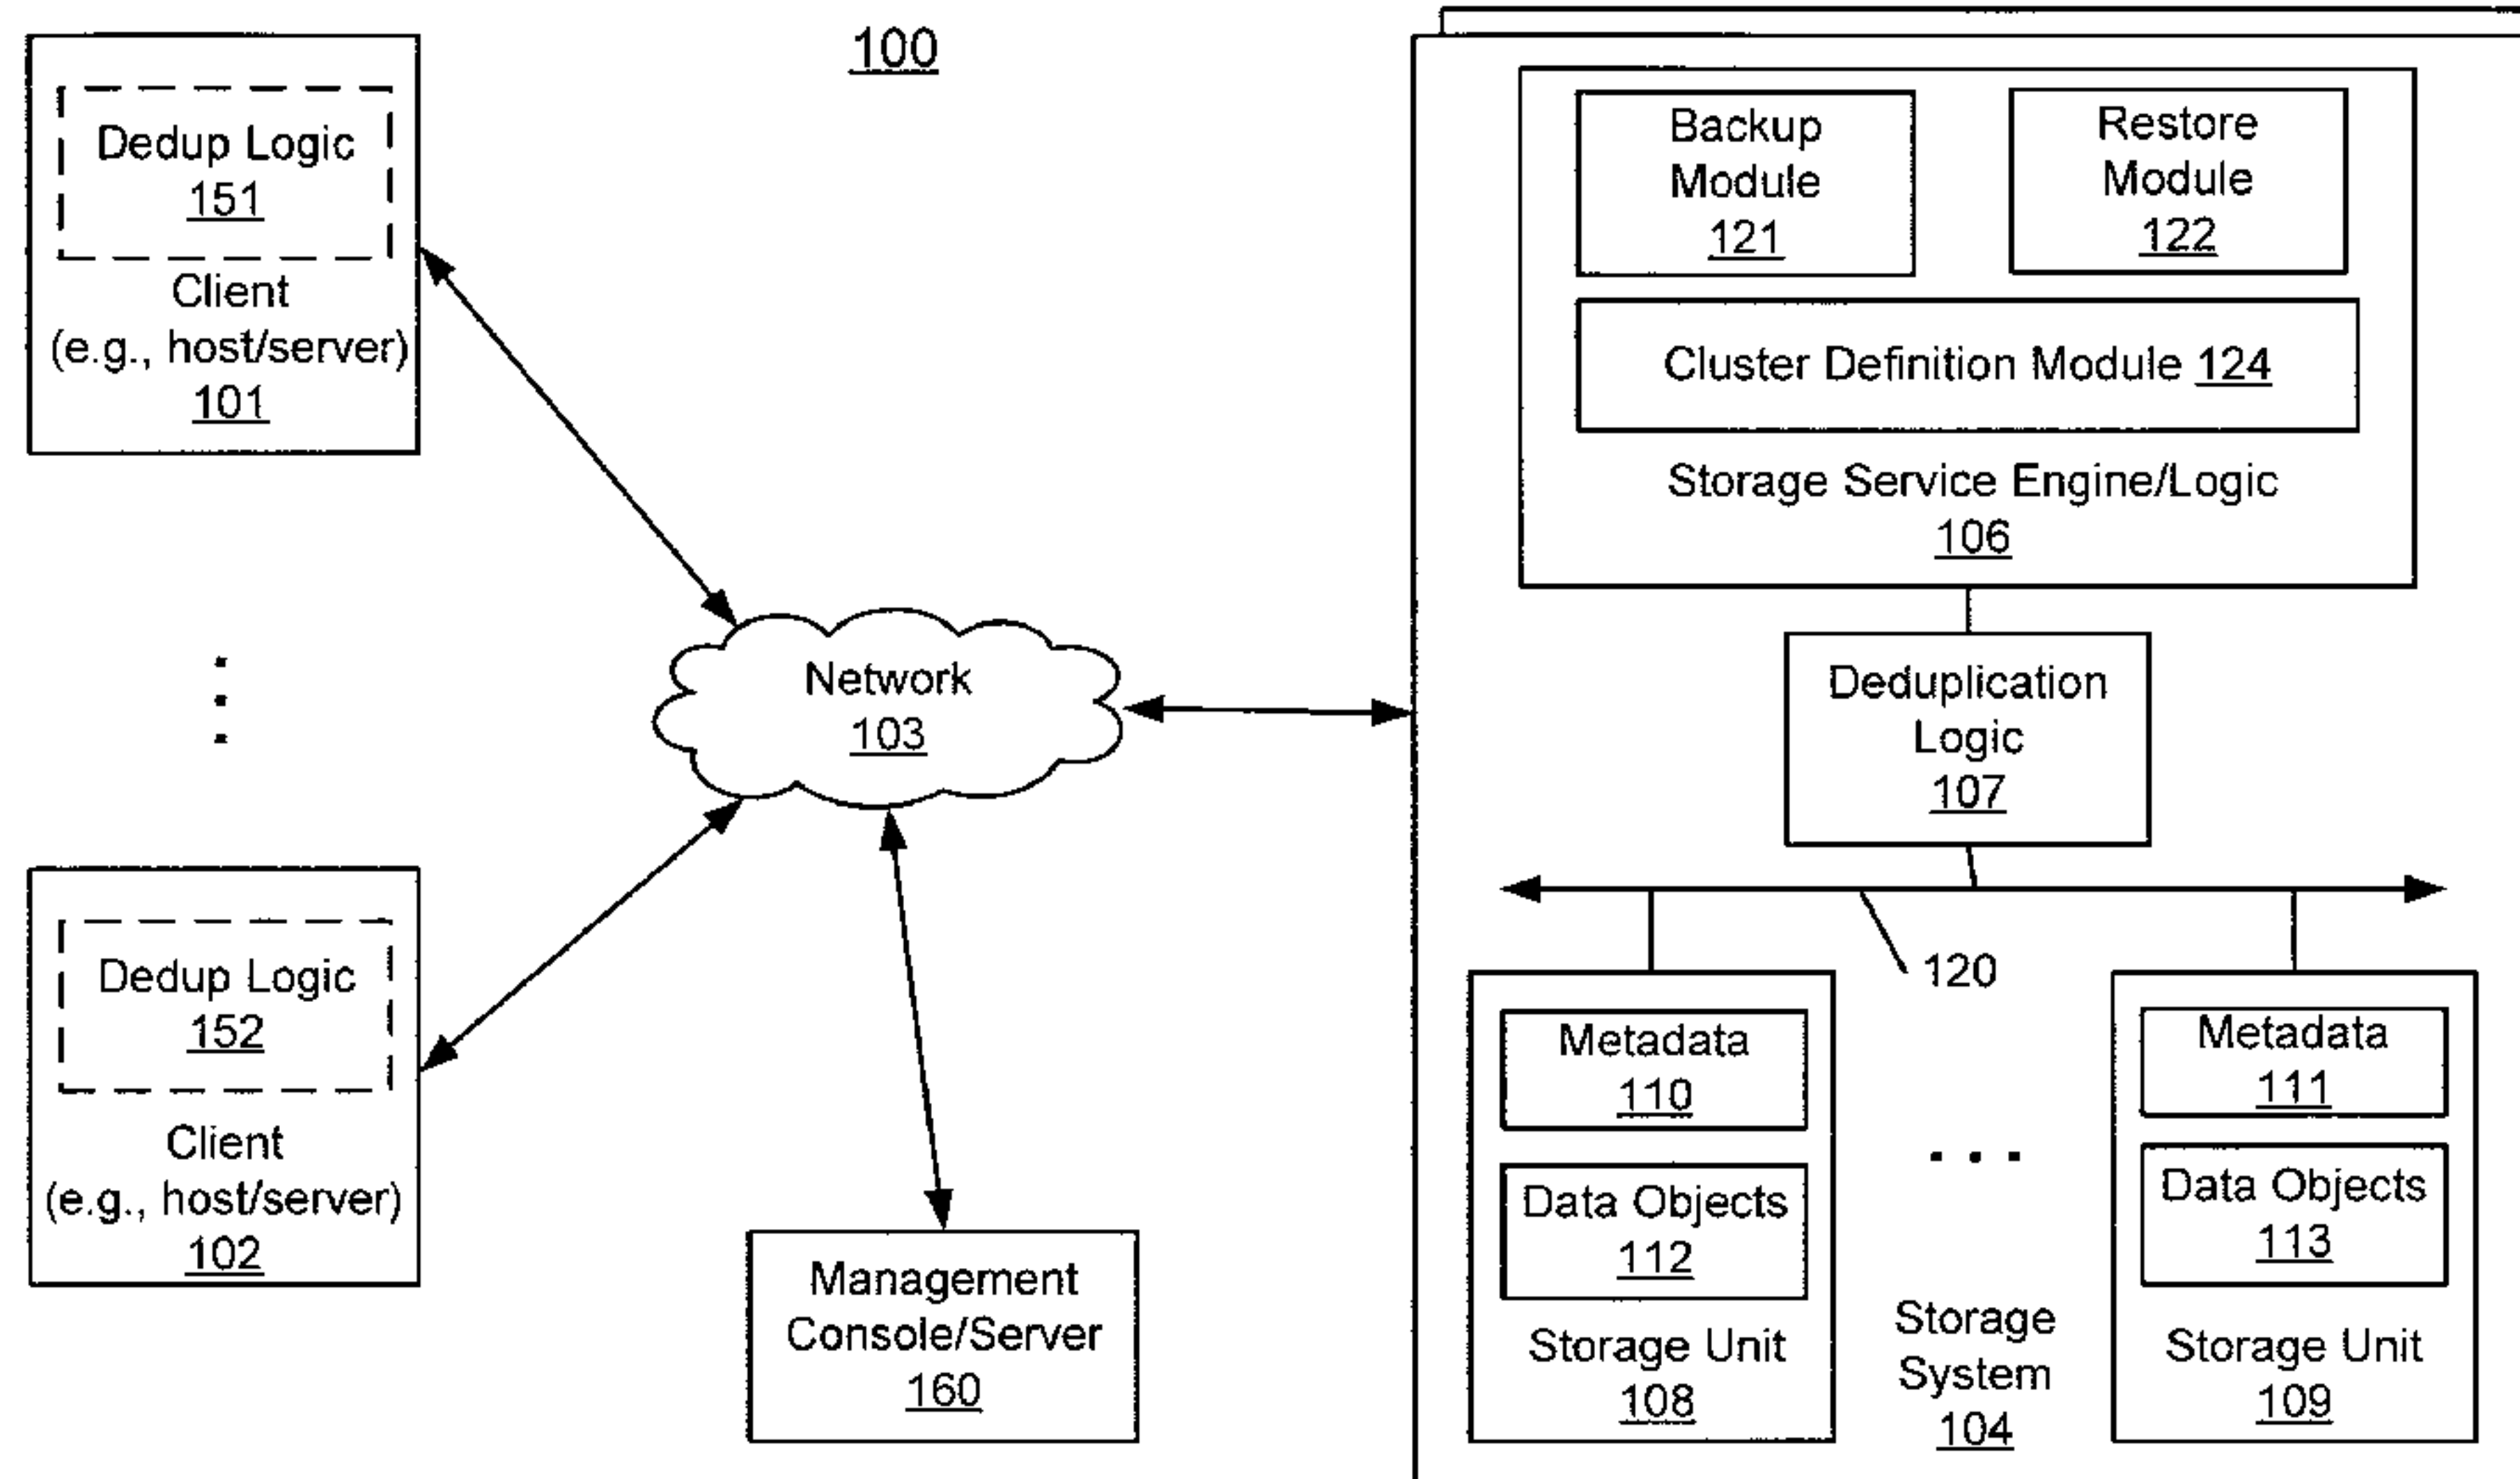 100
Dedup Logic
151
Client
(e.g., host/server)
101
Dedup Logic
152
Client
(e.g., host/server)
102
Network
103
Management
Console/Server
160
Backup
Module
121
Restore
Module
122
Cluster Definition Module 124
Storage Service Engine/Logic
106
Deduplication
Logic
107
120
Metadata
110
Data Objects
112
Storage Unit
108
Storage
System
104
Metadata
111
Data Objects
113
Storage Unit
109